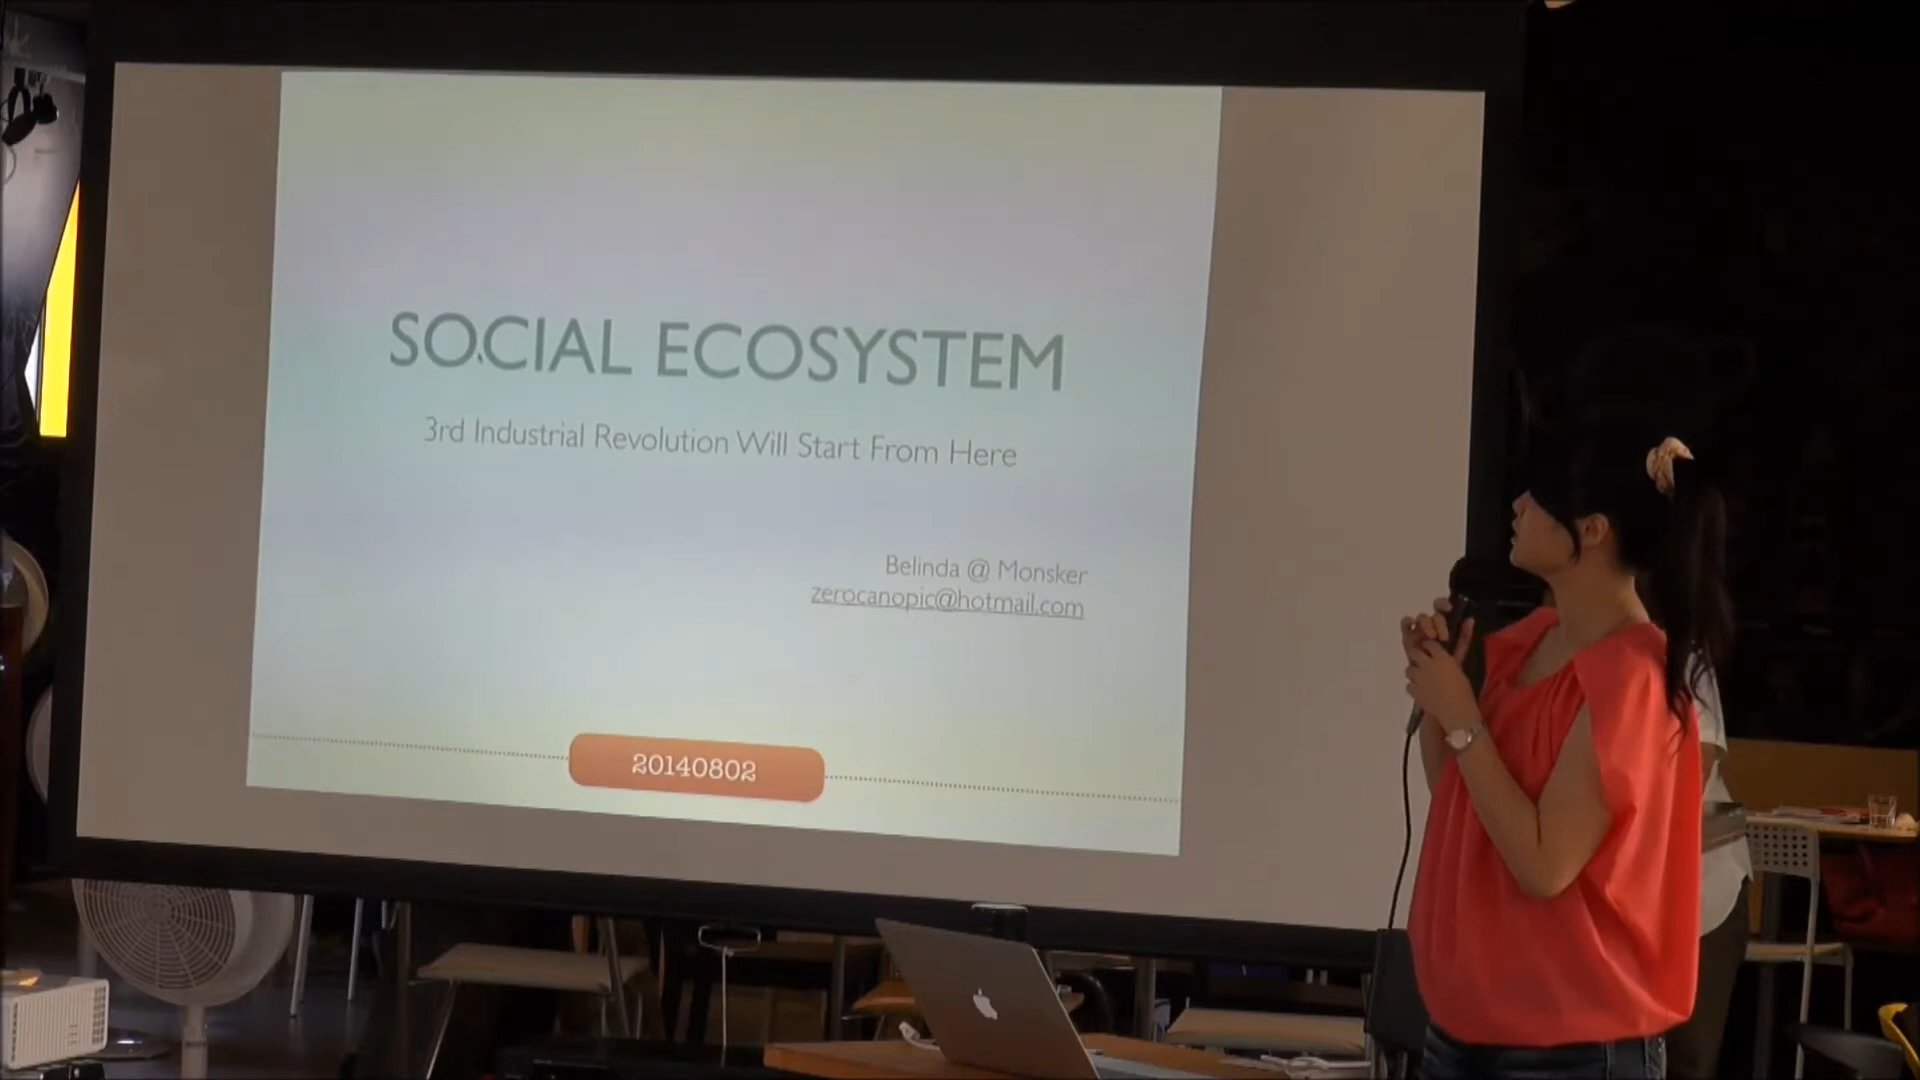 SOCIAL ECOSYSTEM
3rd Industrial Revolution Will Start From Here
Belinda @ Monsker
zerocanopic@hotmail.com
20140802